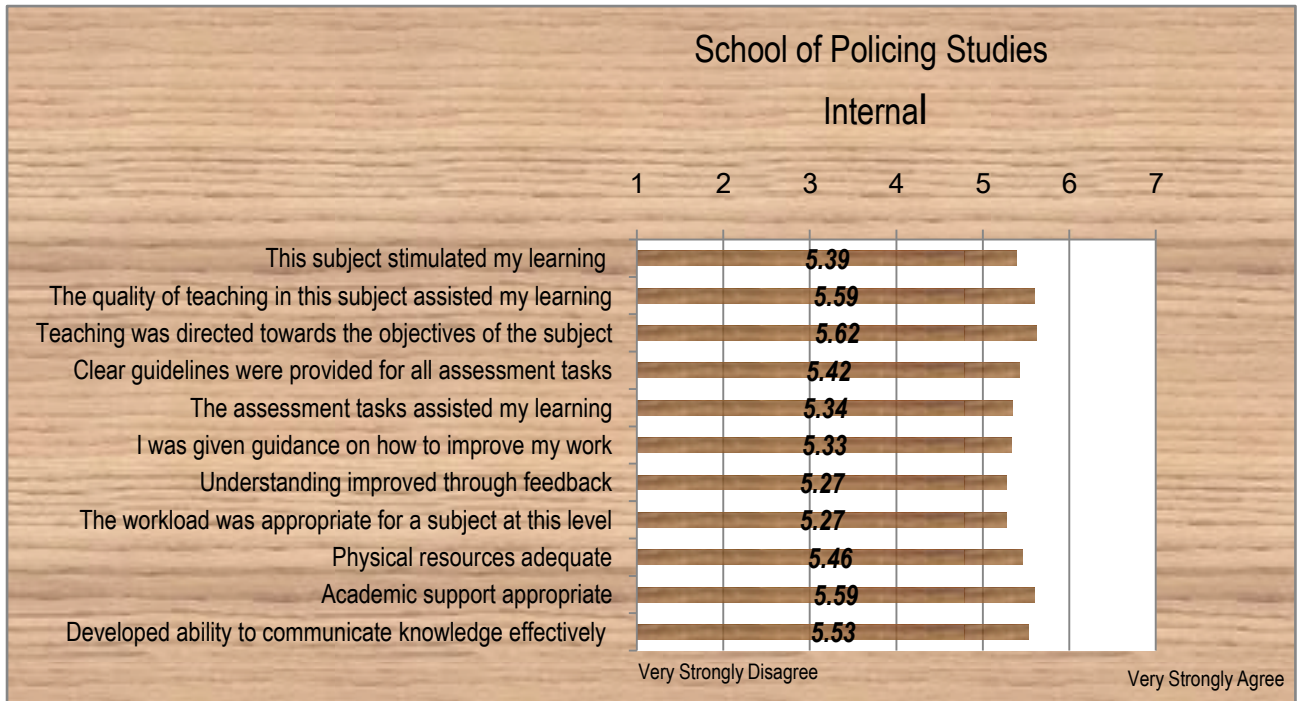 School of Policing Studies
Internal
1 2 3 4 5 6 7
This subject stimulated my learning 5.39
The quality of teaching in this subject assisted my learning 5.59
Teaching was directed towards the objectives of the subject 5.62
Clear guidelines were provided for all assessment tasks 5.42
The assessment tasks assisted my learning 5.34
I was given guidance on how to improve my work 5.33
Understanding improved through feedback 5.27
The workload was appropriate for a subject at this level 5.27
Physical resources adequate 5.46
Academic support appropriate 5.59
Developed ability to communicate knowledge effectively 5.53
Very Strongly Disagree Very Strongly Agree